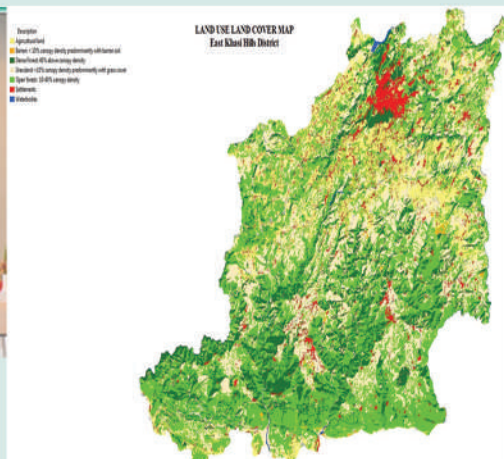 LAND USE LAND COVER MAP
East Khasi Hills District
Description
Agricultural land
Barren < 10% canopy density predominantly with barren soil
Dense forest 40% above canopy density
Grassland <10% canopy density predominantly with grass cover
Open forests 10-40% canopy density
Settlements
Waterbodies